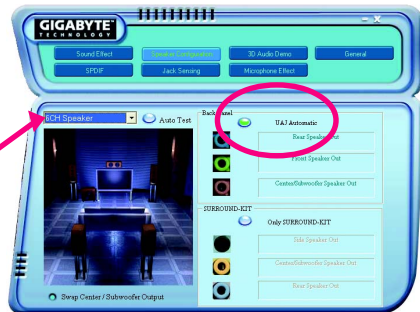 GIGABYTE™
TECHNOLOGY
Sound Effect
Speaker Configuration
3D Audio Demo
General
SPDIF
Jack Sensing
Microphone Effect
6CH Speaker
Auto Test
Back Panel
UAJ Automatic
Rear Speaker Out
Front Speaker Out
Center/Subwoofer Speaker Out
SURROUND-KIT
Only SURROUND-KIT
Side Speaker Out
Center/Subwoofer Speaker Out
Rear Speaker Out
Swap Center / Subwoofer Output